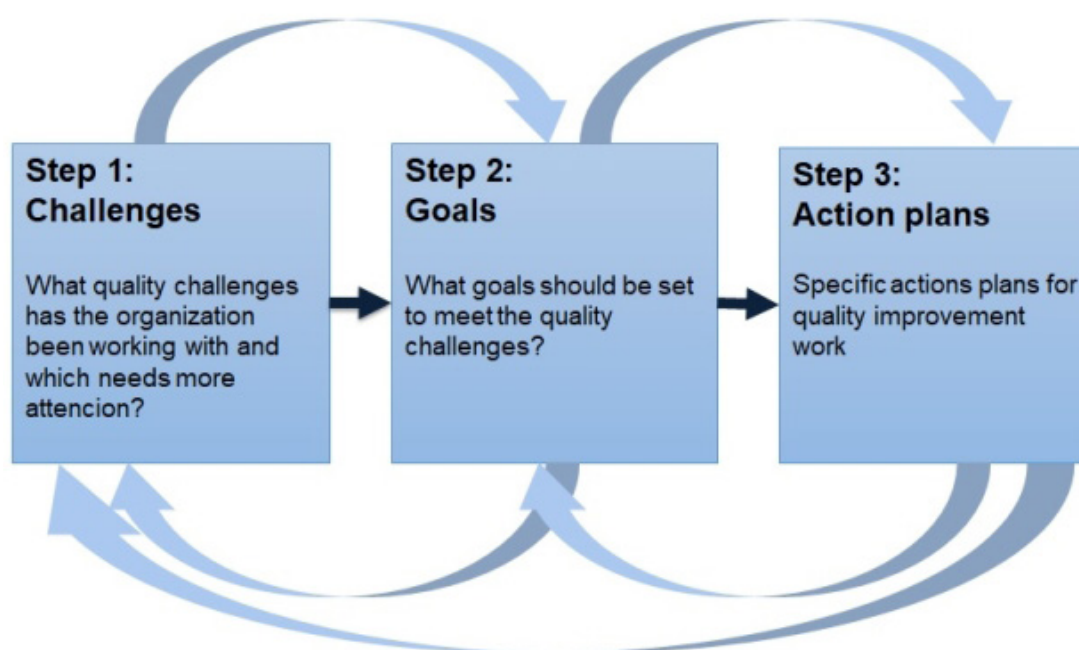 Step 1:
Challenges
What quality challenges
has the organization
been working with and
which needs more
attencion?
Step 2:
Goals
What goals should be set
to meet the quality
challenges?
Step 3:
Action plans
Specific actions plans for
quality improvement
work